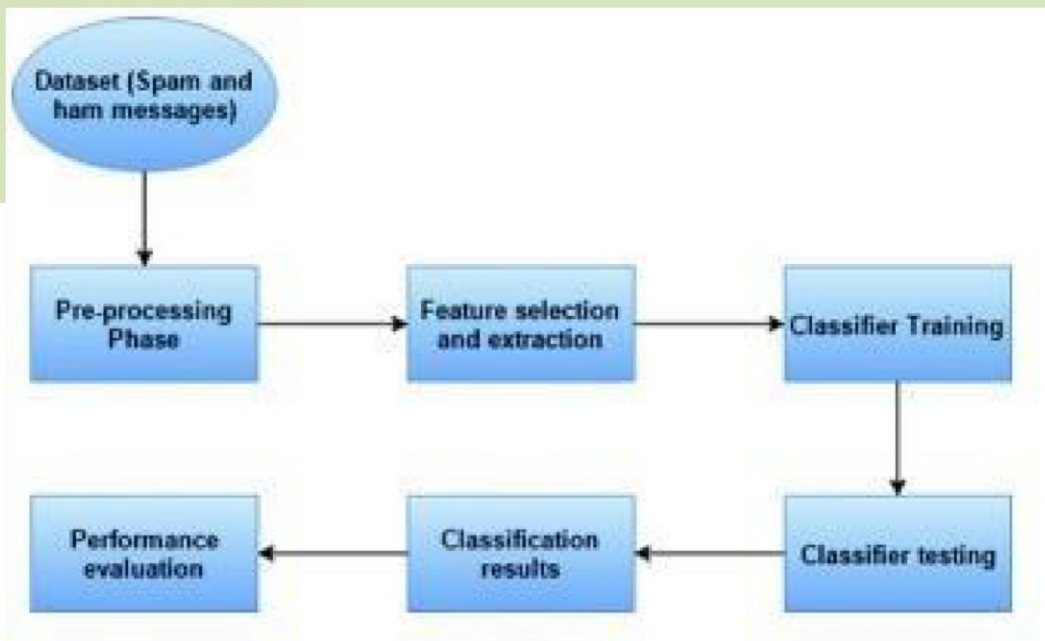 Dataset (Spam and
ham messages)
Pre-processing
Phase
Feature selection
and extraction
Classifier Training
Classifier testing
Classification
results
Performance
evaluation